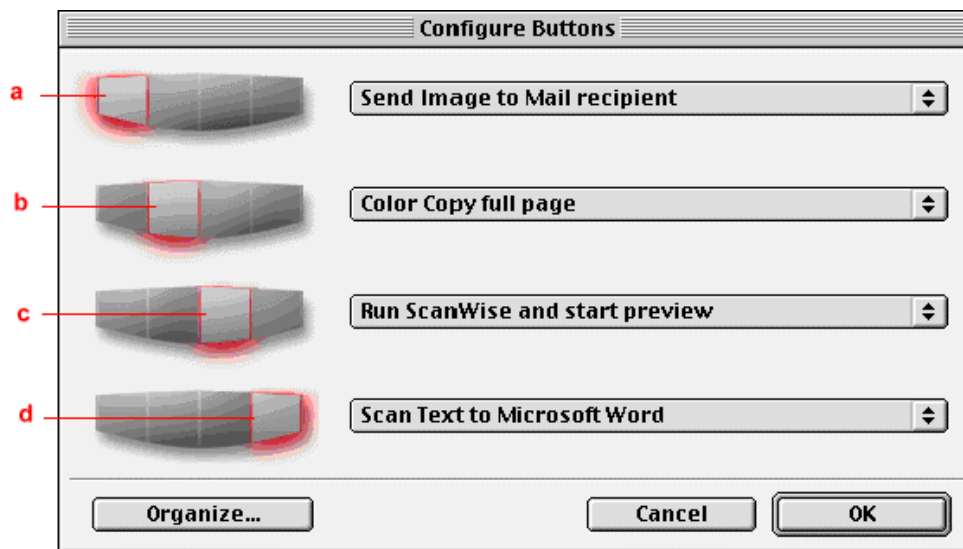 Configure Buttons
a
Send Image to Mail recipient
b
Color Copy full page
c
Run ScanWise and start preview
d
Scan Text to Microsoft Word
Organize...
Cancel
OK